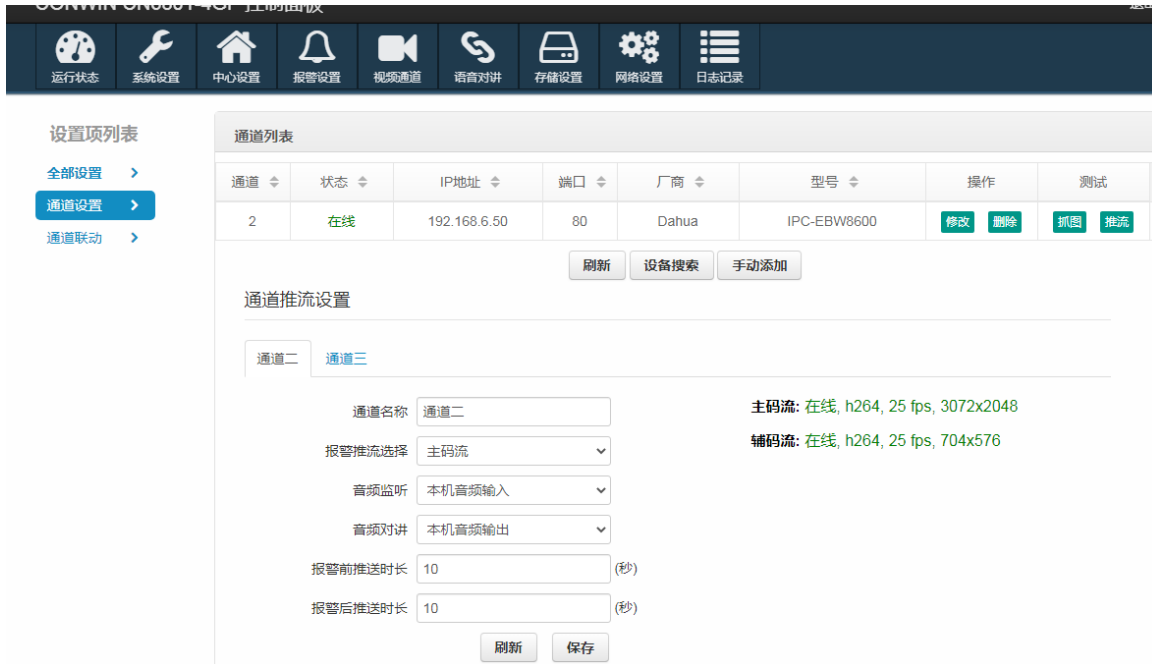 运行状态 系统设置 中心设置 报警设置 视频通道 语音对讲 存储设置 网络设置 日志记录
设置项列表
全部设置
通道设置
通道联动
通道列表
通道 状态 IP地址 端口 厂商 型号 操作 测试
2 在线 192.168.6.50 80 Dahua IPC-EBW8600 修改 删除 抓图 推流
刷新 设备搜索 手动添加
通道推流设置
通道二 通道三
通道名称 通道二
报警推流选择 主码流
音频监听 本机音频输入
音频对讲 本机音频输出
报警前推送时长 10 (秒)
报警后推送时长 10 (秒)
刷新 保存
主码流: 在线, h264, 25 fps, 3072x2048
辅码流: 在线, h264, 25 fps, 704x576